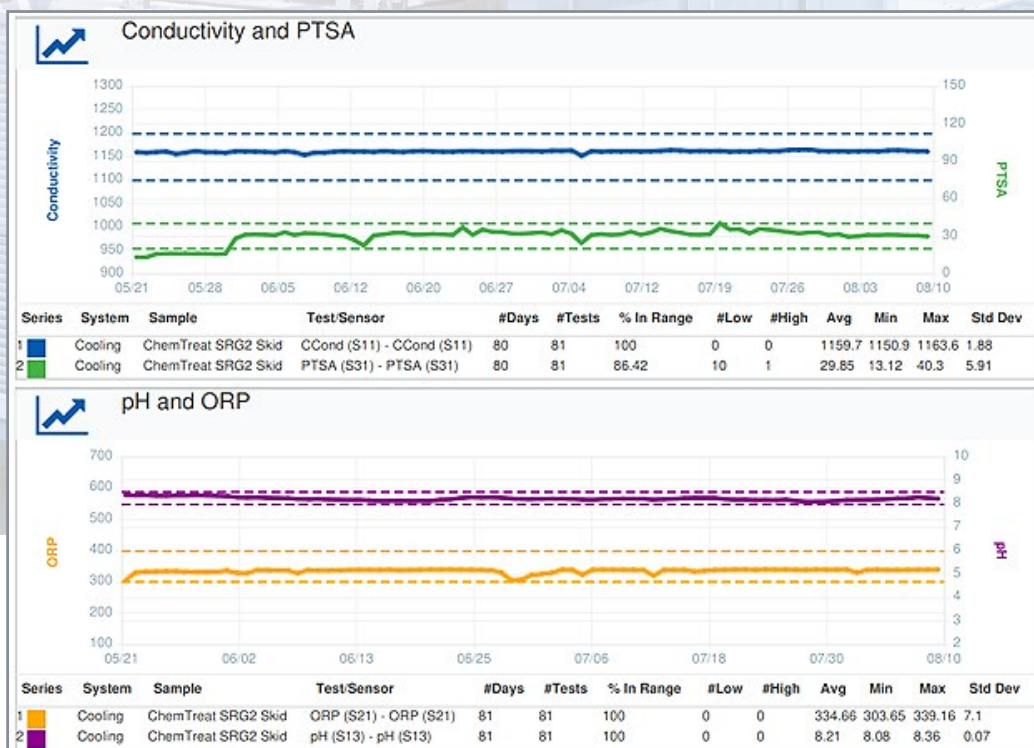 Conductivity and PTSA
1300 150
1250
1200 120
1150
90
1100
1050 60
1000
30
950
900 0
Conductivity
PTSA
05/21 05/28 06/05 06/12 06/20 06/27 07/04 07/12 07/19 07/26 08/03 08/10
Series System Sample Test/Sensor #Days #Tests % In Range #Low #High Avg Min Max Std Dev
1 Cooling ChemTreat SRG2 Skid CCond (S11) - CCond (S11) 80 81 100 0 0 1159.7 1150.9 1163.6 1.88
2 Cooling ChemTreat SRG2 Skid PTSA (S31) - PTSA (S31) 80 81 86.42 10 1 29.85 13.12 40.3 5.91
pH and ORP
700 10
600 9
500 8
400 7
300 6
200 5
100 4
3
2
ORP
pH
05/21 06/02 06/13 06/25 07/06 07/18 07/30 08/10
Series System Sample Test/Sensor #Days #Tests % In Range #Low #High Avg Min Max Std Dev
1 Cooling ChemTreat SRG2 Skid ORP (S21) - ORP (S21) 81 81 100 0 0 334.66 303.65 339.16 7.1
2 Cooling ChemTreat SRG2 Skid pH (S13) - pH (S13) 81 81 100 0 0 8.21 8.08 8.36 0.07